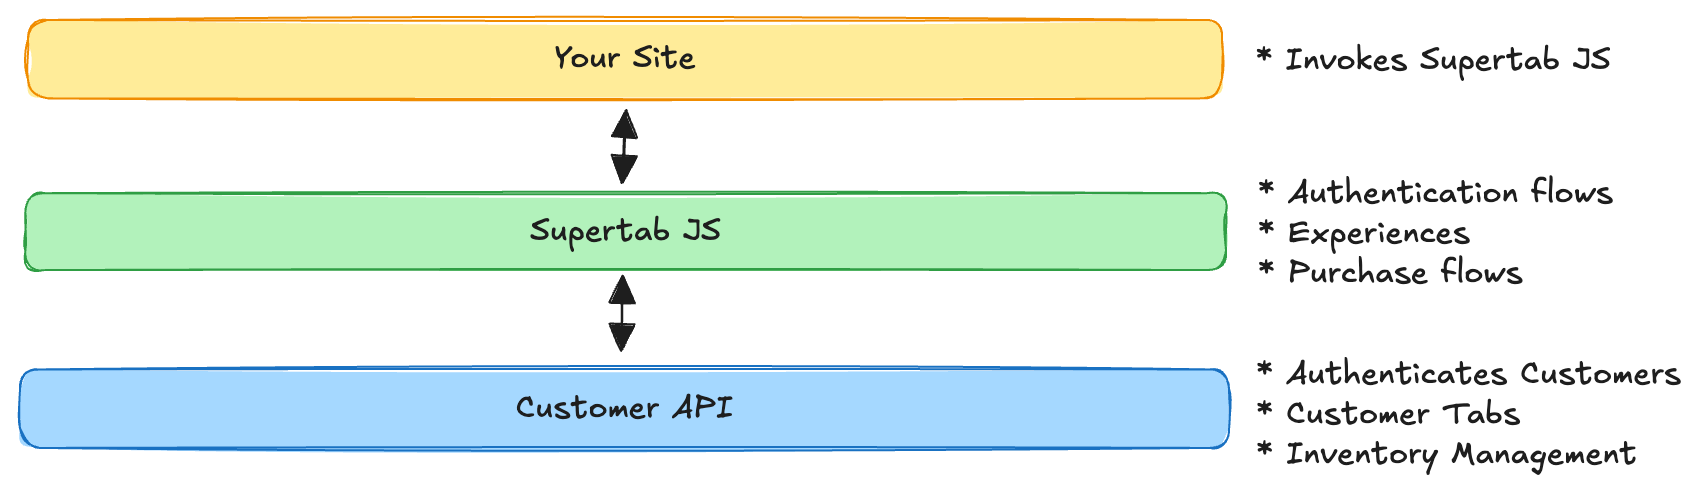 Your Site
* Invokes Supertab JS
Supertab JS
* Authentication flows
* Experiences
* Purchase flows
Customer API
* Authenticates Customers
* Customer Tabs
* Inventory Management